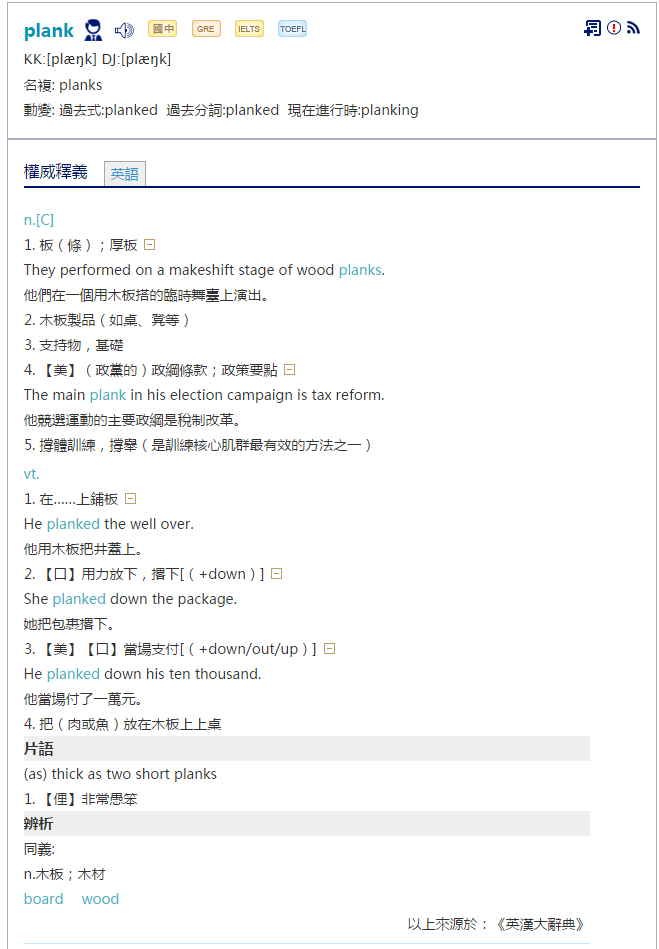 plank 國中 GRE IELTS TOEFL
KK:[plæŋk] DJ:[plæŋk]
名複: planks
動變: 過去式:planked 過去分詞:planked 現在進行時:planking
權威釋義 英語
n.[C]
1. 板（條）；厚板
They performed on a makeshift stage of wood planks.
他們在一個用木板搭的臨時舞臺上演出。
2. 木板製品（如桌、凳等）
3. 支持物，基礎
4. 【美】（政黨的）政綱條款；政策要點
The main plank in his election campaign is tax reform.
他競選運動的主要政綱是稅制改革。
5. 撐體訓練，撐舉（是訓練核心肌群最有效的方法之一）
vt.
1. 在……上鋪板
He planked the well over.
他用木板把井蓋上。
2. 【口】用力放下，撂下[（+down）]
She planked down the package.
她把包裹撂下。
3. 【美】【口】當場支付[（+down/out/up）]
He planked down his ten thousand.
他當場付了一萬元。
4. 把（肉或魚）放在木板上上桌
片語
(as) thick as two short planks
1. 【俚】非常愚笨
辨析
同義:
n.木板；木材
board wood
以上來源於：《英漢大辭典》